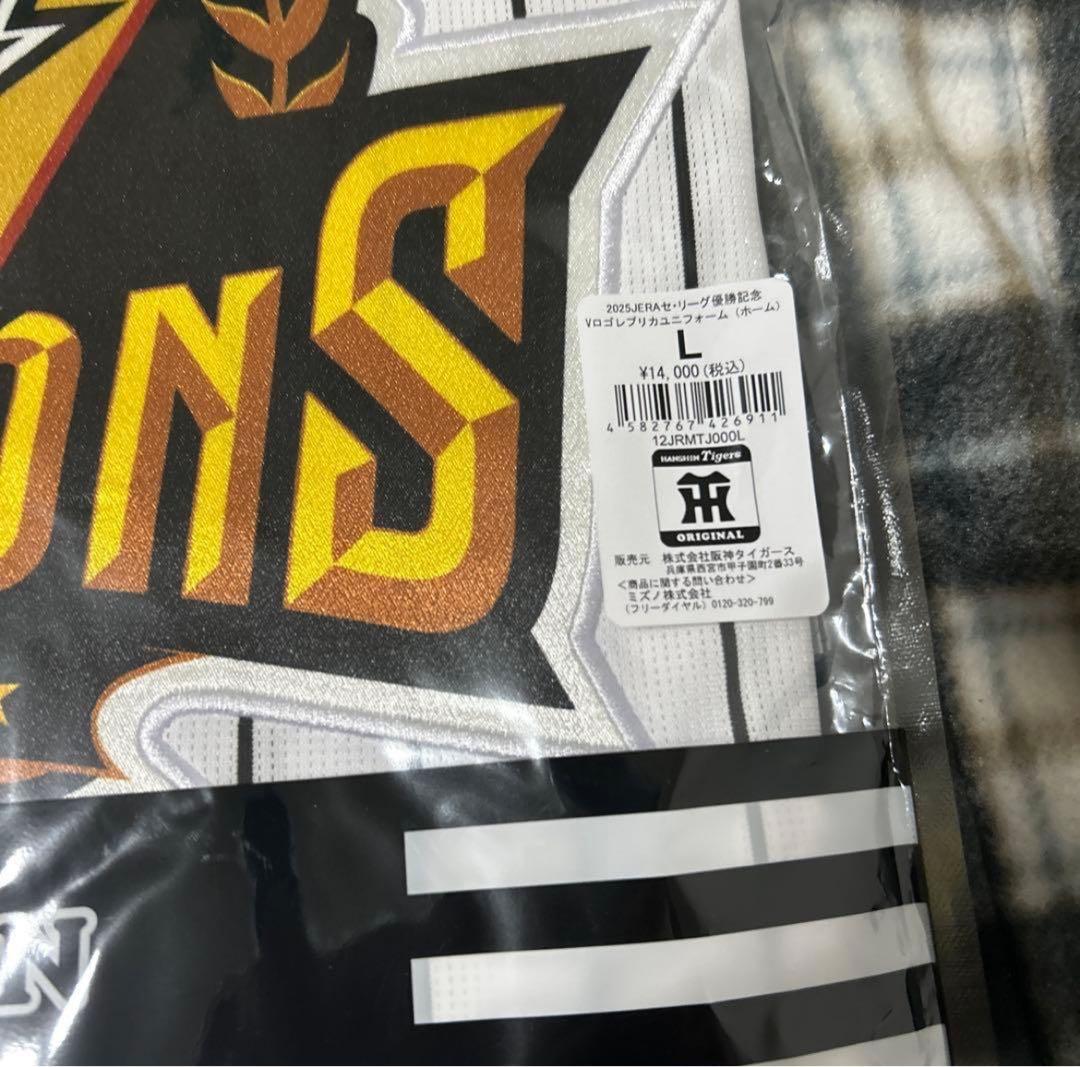 ONS
2025JERAセ・リーグ優勝記念
Vロゴレプリカユニフォーム（ホーム）
L
¥14,000(税込)
4 582767 426911
12JRMTJ000L
HANSHIN Tigers
HT
ORIGINAL
販売元 株式会社阪神タイガース
兵庫県西宮市甲子園町2番33号
＜商品に関する問い合わせ＞
ミズノ株式会社
（フリーダイヤル）0120-320-799
N